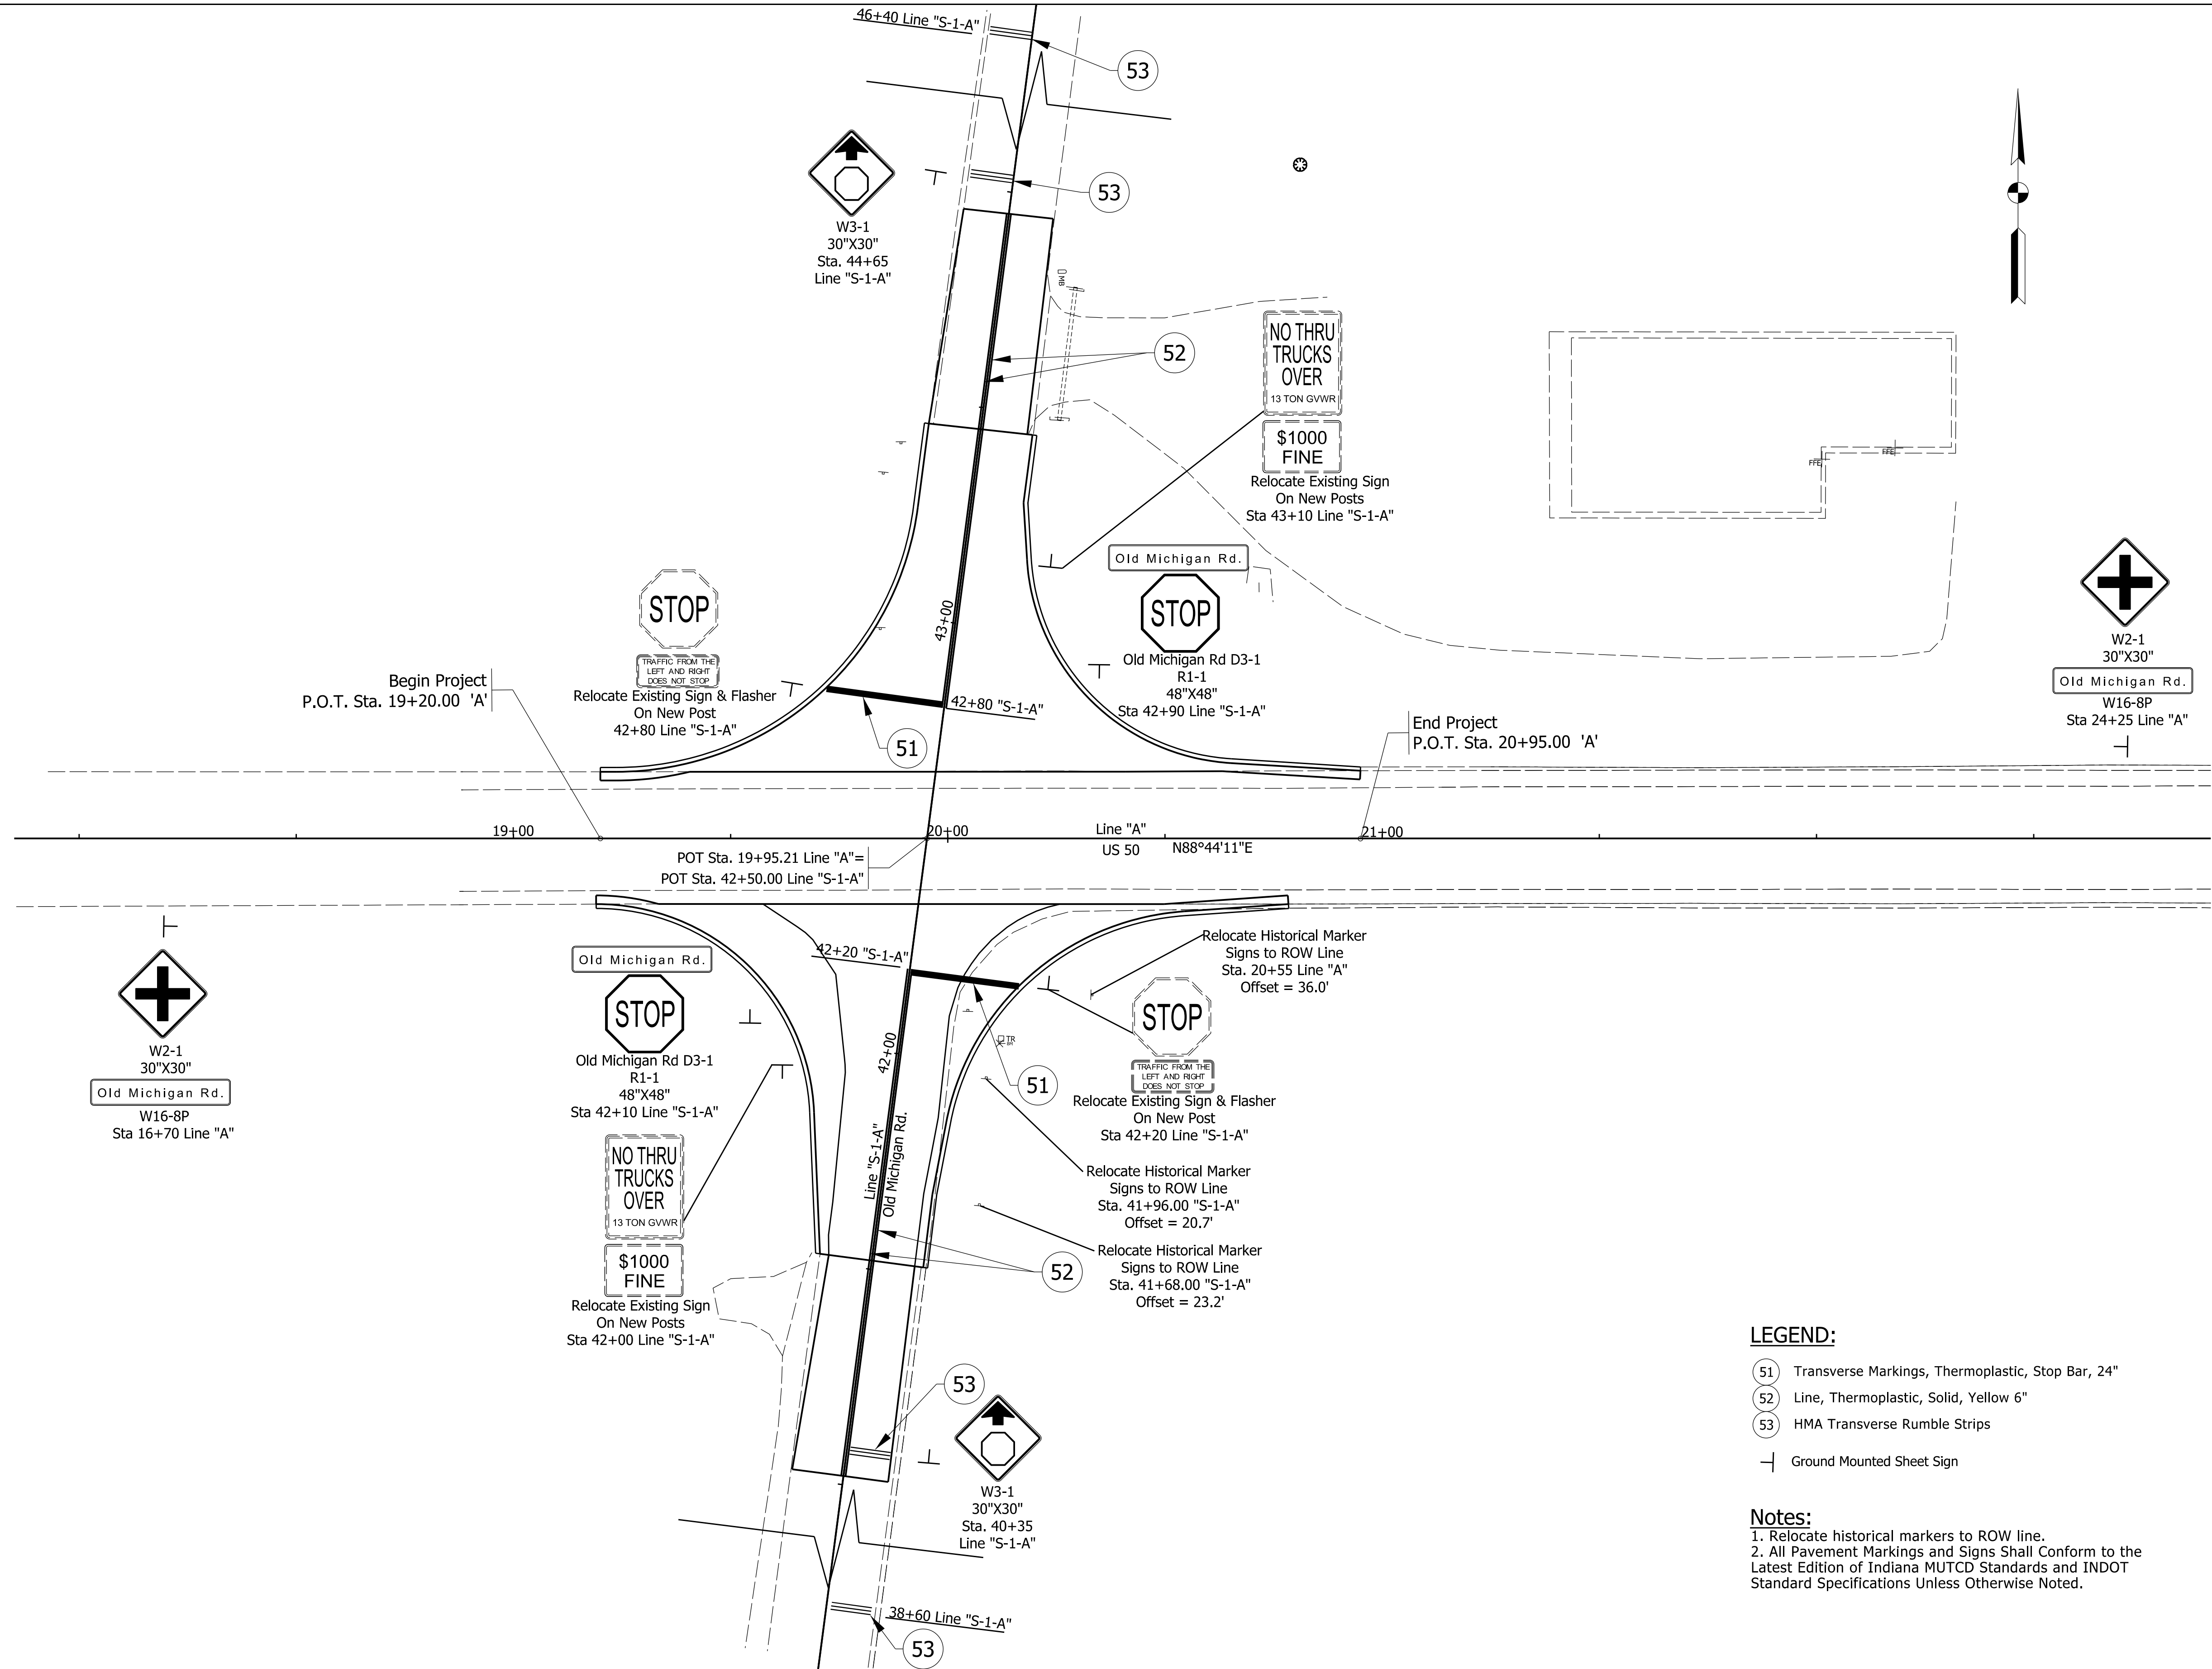 46+40 Line "S-1-A"
53
53
W3-1
30"X30"
Sta. 44+65
Line "S-1-A"
MB
52
NO THRU
TRUCKS
OVER
13 TON GVWR
$1000
FINE
Relocate Existing Sign
On New Posts
Sta 43+10 Line "S-1-A"
FFE
FFE
STOP
TRAFFIC FROM THE
LEFT AND RIGHT
DOES NOT STOP
Relocate Existing Sign & Flasher
On New Post
42+80 Line "S-1-A"
43+00
Old Michigan Rd.
STOP
Old Michigan Rd D3-1
R1-1
48"X48"
Sta 42+90 Line "S-1-A"
W2-1
30"X30"
Old Michigan Rd.
W16-8P
Sta 24+25 Line "A"
Begin Project
P.O.T. Sta. 19+20.00 'A'
42+80 "S-1-A"
51
End Project
P.O.T. Sta. 20+95.00 'A'
19+00
20+00
Line "A"
21+00
US 50
N88°44'11"E
POT Sta. 19+95.21 Line "A"=
POT Sta. 42+50.00 Line "S-1-A"
42+20 "S-1-A"
Relocate Historical Marker
Signs to ROW Line
Sta. 20+55 Line "A"
Offset = 36.0'
Old Michigan Rd.
STOP
Old Michigan Rd D3-1
R1-1
48"X48"
Sta 42+10 Line "S-1-A"
W2-1
30"X30"
Old Michigan Rd.
W16-8P
Sta 16+70 Line "A"
42+00
TR
51
STOP
TRAFFIC FROM THE
LEFT AND RIGHT
DOES NOT STOP
Relocate Existing Sign & Flasher
On New Post
Sta 42+20 Line "S-1-A"
Line "S-1-A"
Old Michigan Rd.
NO THRU
TRUCKS
OVER
13 TON GVWR
$1000
FINE
Relocate Existing Sign
On New Posts
Sta 42+00 Line "S-1-A"
Relocate Historical Marker
Signs to ROW Line
Sta. 41+96.00 "S-1-A"
Offset = 20.7'
Relocate Historical Marker
Signs to ROW Line
Sta. 41+68.00 "S-1-A"
Offset = 23.2'
52
53
W3-1
30"X30"
Sta. 40+35
Line "S-1-A"
38+60 Line "S-1-A"
53
LEGEND:
51 Transverse Markings, Thermoplastic, Stop Bar, 24"
52 Line, Thermoplastic, Solid, Yellow 6"
53 HMA Transverse Rumble Strips
Ground Mounted Sheet Sign
Notes:
1. Relocate historical markers to ROW line.
2. All Pavement Markings and Signs Shall Conform to the
Latest Edition of Indiana MUTCD Standards and INDOT
Standard Specifications Unless Otherwise Noted.